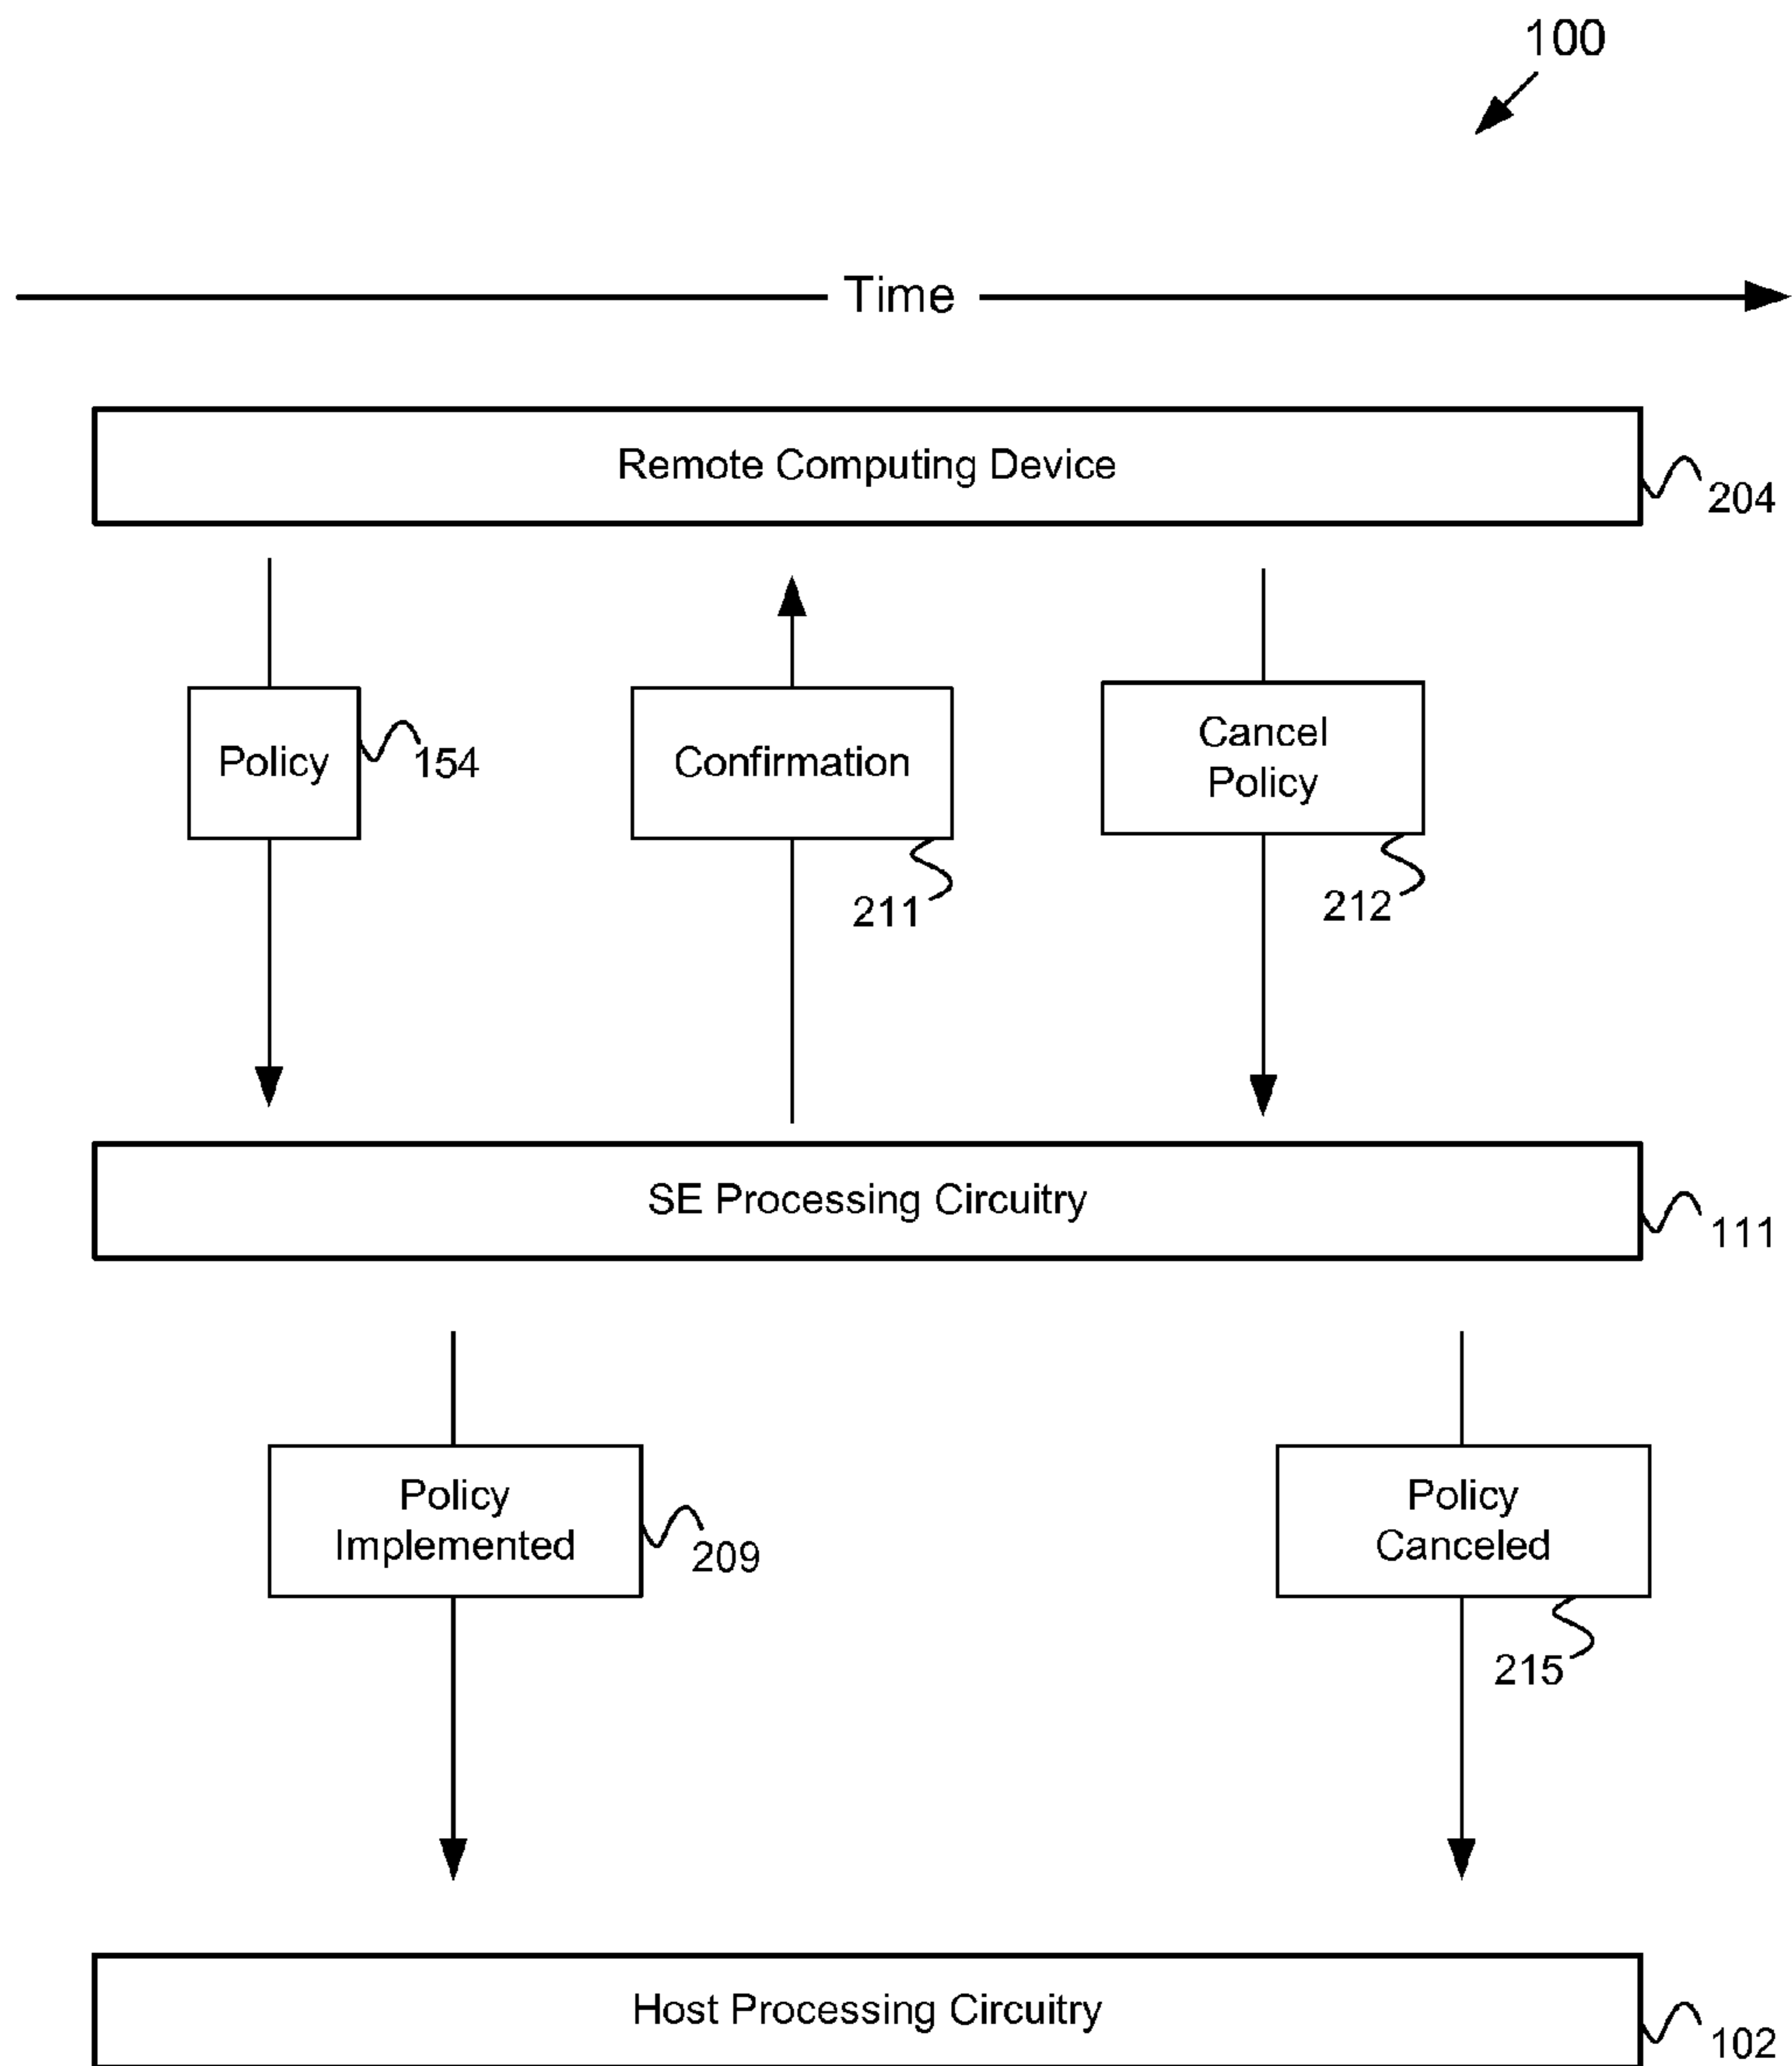 100
Time
Remote Computing Device
204
Policy
154
Confirmation
211
Cancel
Policy
212
SE Processing Circuitry
111
Policy
Implemented
209
Policy
Canceled
215
Host Processing Circuitry
102